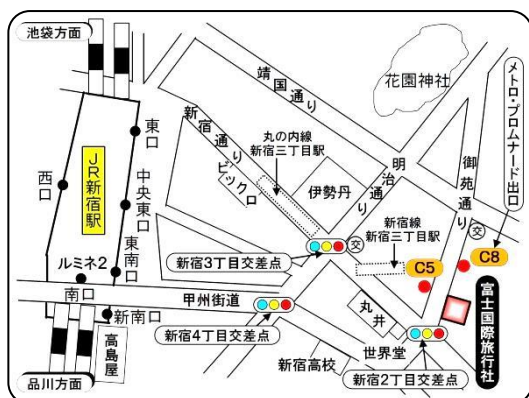 池袋方面
靖国通り
花園神社
メトロ・プロムナード出口
新宿通り
丸の内線
新宿三丁目駅
ビックロ
伊勢丹
明治通り
御苑通り
東口
JR新宿駅
西口
中央東口
交
交
新宿線
新宿三丁目駅
C5
C8
ルミネ2
東南口
新宿3丁目交差点
南口
甲州街道
丸井
富士国際旅行社
新南口
新宿4丁目交差点
高島屋
世界堂
新宿高校
新宿2丁目交差点
品川方面